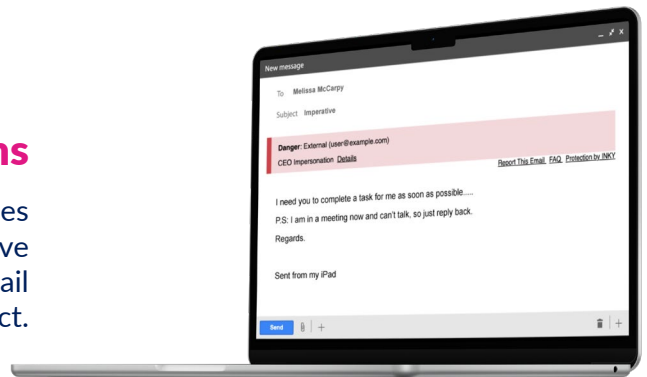 New message
To Melissa McCarpy
Subject Imperative
Danger: External (user@example.com)
CEO Impersonation Details
Report This Email FAQ Protection by INKY
I need you to complete a task for me as soon as possible.....
P.S: I am in a meeting now and can't talk, so just reply back.
Regards.
Sent from my iPad
Send
ns
es
ve
ail
ct.